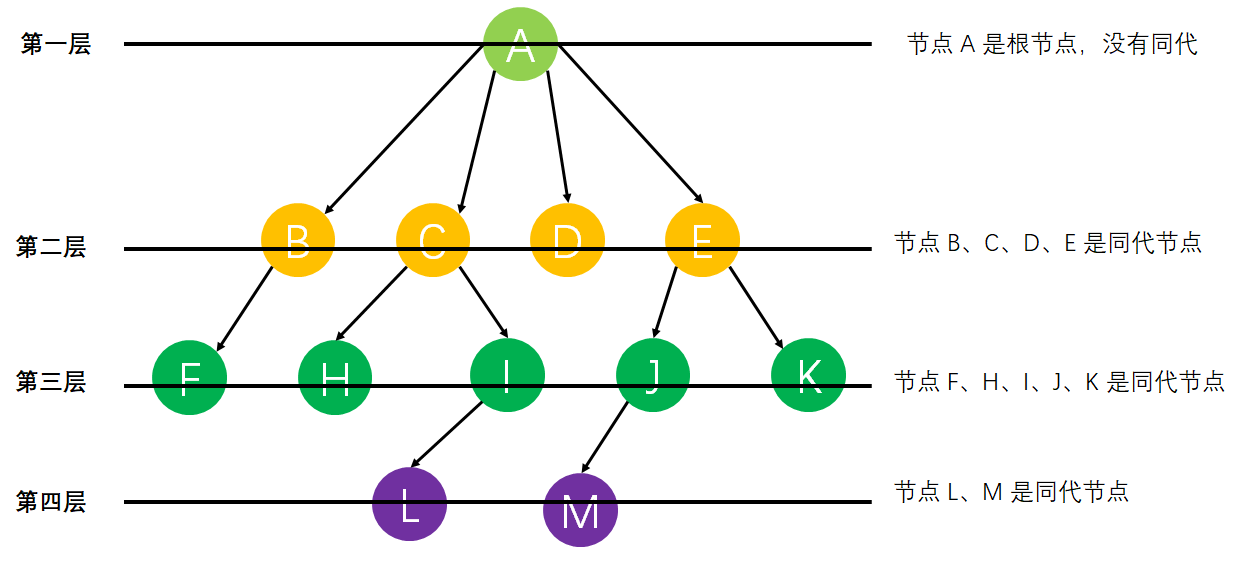 第一层
A
节点 A 是根节点，没有同代
第二层
B
C
D
E
节点 B、C、D、E 是同代节点
第三层
F
H
I
J
K
节点 F、H、I、J、K 是同代节点
第四层
L
M
节点 L、M 是同代节点